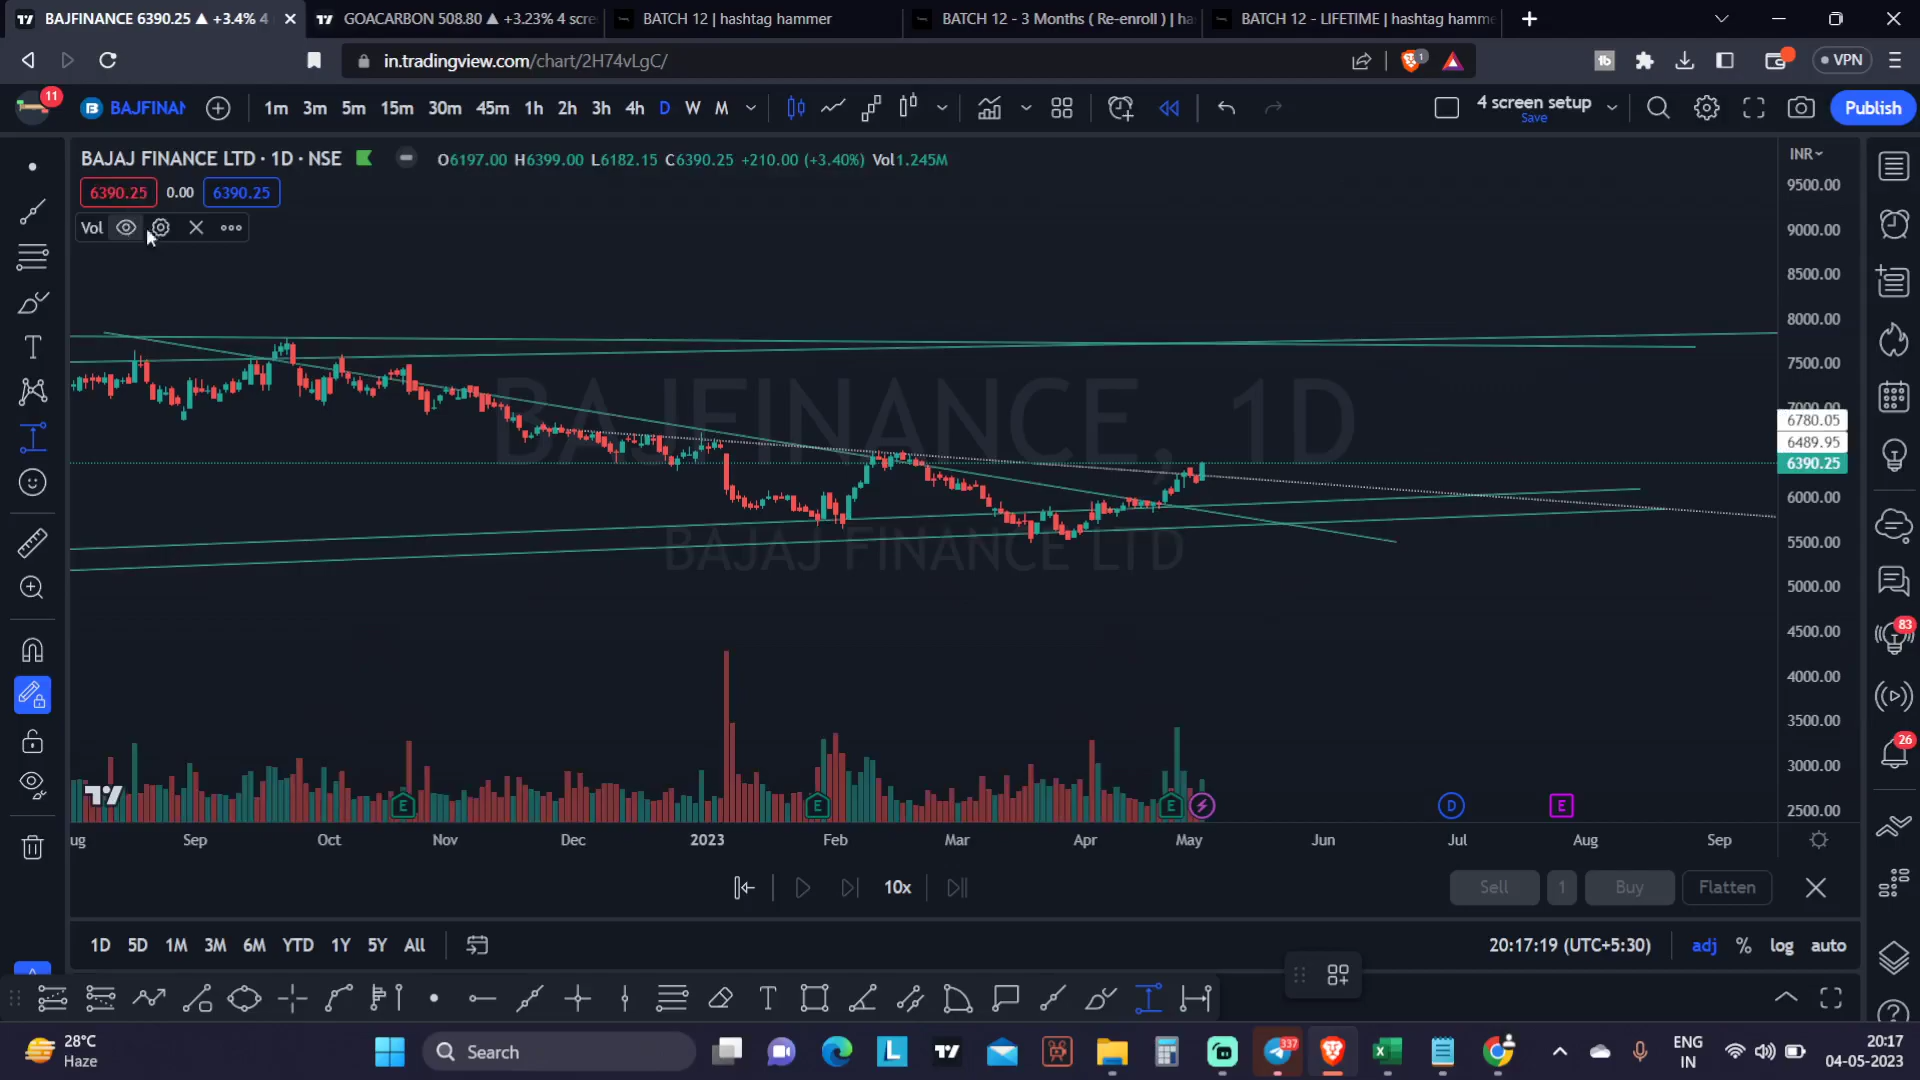 BAJFINANCE 6390.25 ▲ +3.4% 4
GOACARBON 508.80 ▲ +3.23% 4 scre
BATCH 12 | hashtag hammer
BATCH 12 - 3 Months ( Re-enroll ) | ha
BATCH 12 - LIFETIME | hashtag hamme
in.tradingview.com/chart/2H74vLgC/
1
VPN
11
BAJFINAN
1m 3m 5m 15m 30m 45m 1h 2h 3h 4h D W M
4 screen setup
Save
Publish
BAJAJ FINANCE LTD · 1D · NSE
O6197.00 H6399.00 L6182.15 C6390.25 +210.00 (+3.40%) Vol1.245M
INR
6390.25 0.00 6390.25
Vol
9500.00
9000.00
8500.00
8000.00
7500.00
7000.00
6780.05
6489.95
6390.25
6000.00
5500.00
5000.00
4500.00
4000.00
3500.00
3000.00
2500.00
BAJFINANCE, 1D
BAJAJ FINANCE LTD
E E E D E
83
26
ug Sep Oct Nov Dec 2023 Feb Mar Apr May Jun Jul Aug Sep
10x
Sell 1 Buy Flatten
1D 5D 1M 3M 6M YTD 1Y 5Y All
20:17:19 (UTC+5:30) adj % log auto
28°C
Haze
Search
337
ENG
IN
20:17
04-05-2023